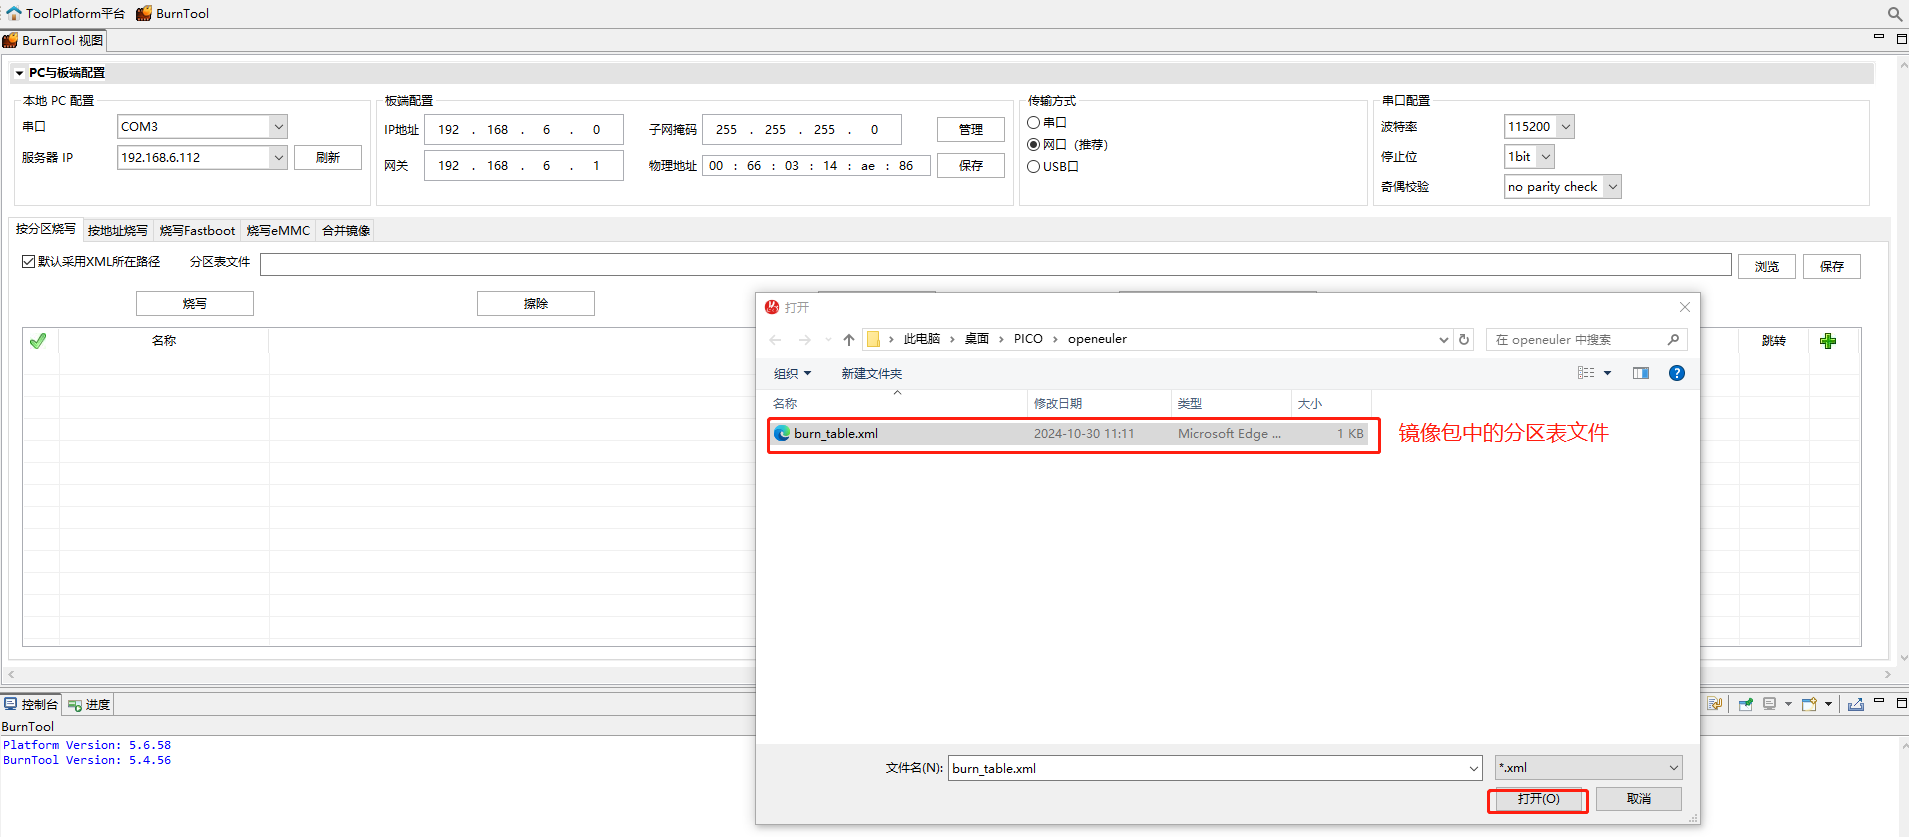 ToolPlatform平台 BurnTool
BurnTool 视图
PC与板端配置
本地 PC 配置
串口 COM3
服务器 IP 192.168.6.112 刷新
板端配置
IP地址 192 . 168 . 6 . 0 子网掩码 255 . 255 . 255 . 0 管理
网关 192 . 168 . 6 . 1 物理地址 00 : 66 : 03 : 14 : ae : 86 保存
传输方式
串口
网口（推荐）
USB口
串口配置
波特率 115200
停止位 1bit
奇偶校验 no parity check
按分区烧写 按地址烧写 烧写Fastboot 烧写eMMC 合并镜像
默认采用XML所在路径 分区表文件 浏览 保存
烧写 擦除
名称 跳转
打开
此电脑 › 桌面 › PICO › openeuler 在 openeuler 中搜索
组织 新建文件夹
名称 修改日期 类型 大小
burn_table.xml 2024-10-30 11:11 Microsoft Edge ... 1 KB
镜像包中的分区表文件
文件名(N): burn_table.xml *.xml
打开(O) 取消
控制台 进度
BurnTool
Platform Version: 5.6.58
BurnTool Version: 5.4.56